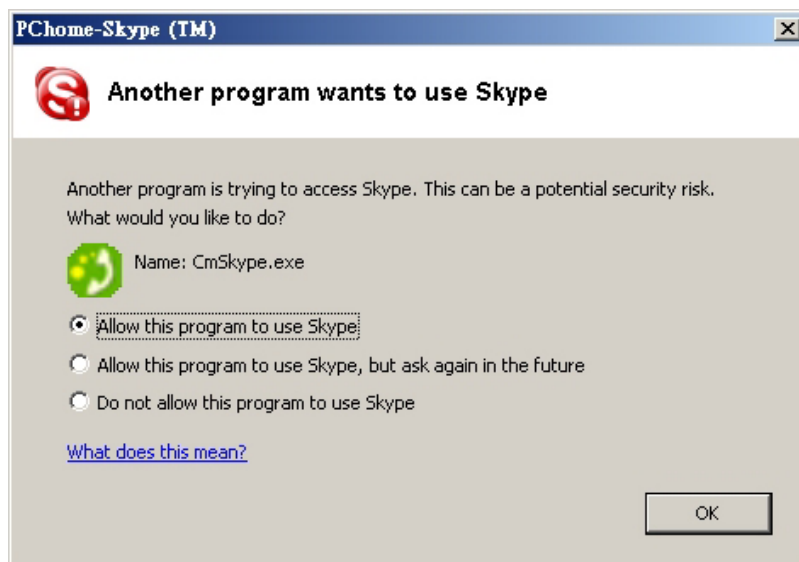 PChome-Skype (TM)
Another program wants to use Skype
Another program is trying to access Skype. This can be a potential security risk.
What would you like to do?
Name: CmSkype.exe
Allow this program to use Skype
Allow this program to use Skype, but ask again in the future
Do not allow this program to use Skype
What does this mean?
OK